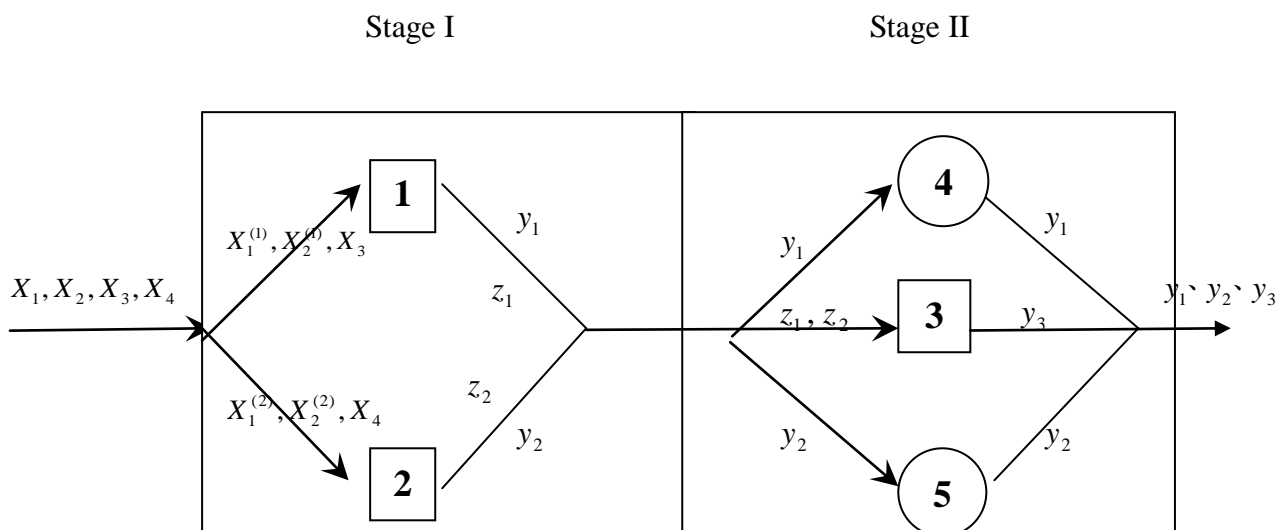 Stage I
Stage II
1
4
y₁
y₁
X₁⁽¹⁾, X₂⁽¹⁾, X₃
y₁
X₁, X₂, X₃, X₄
z₁
z₁, z₂
3
y₃
y₁、y₂、y₃
z₂
X₁⁽²⁾, X₂⁽²⁾, X₄
y₂
y₂
y₂
2
5